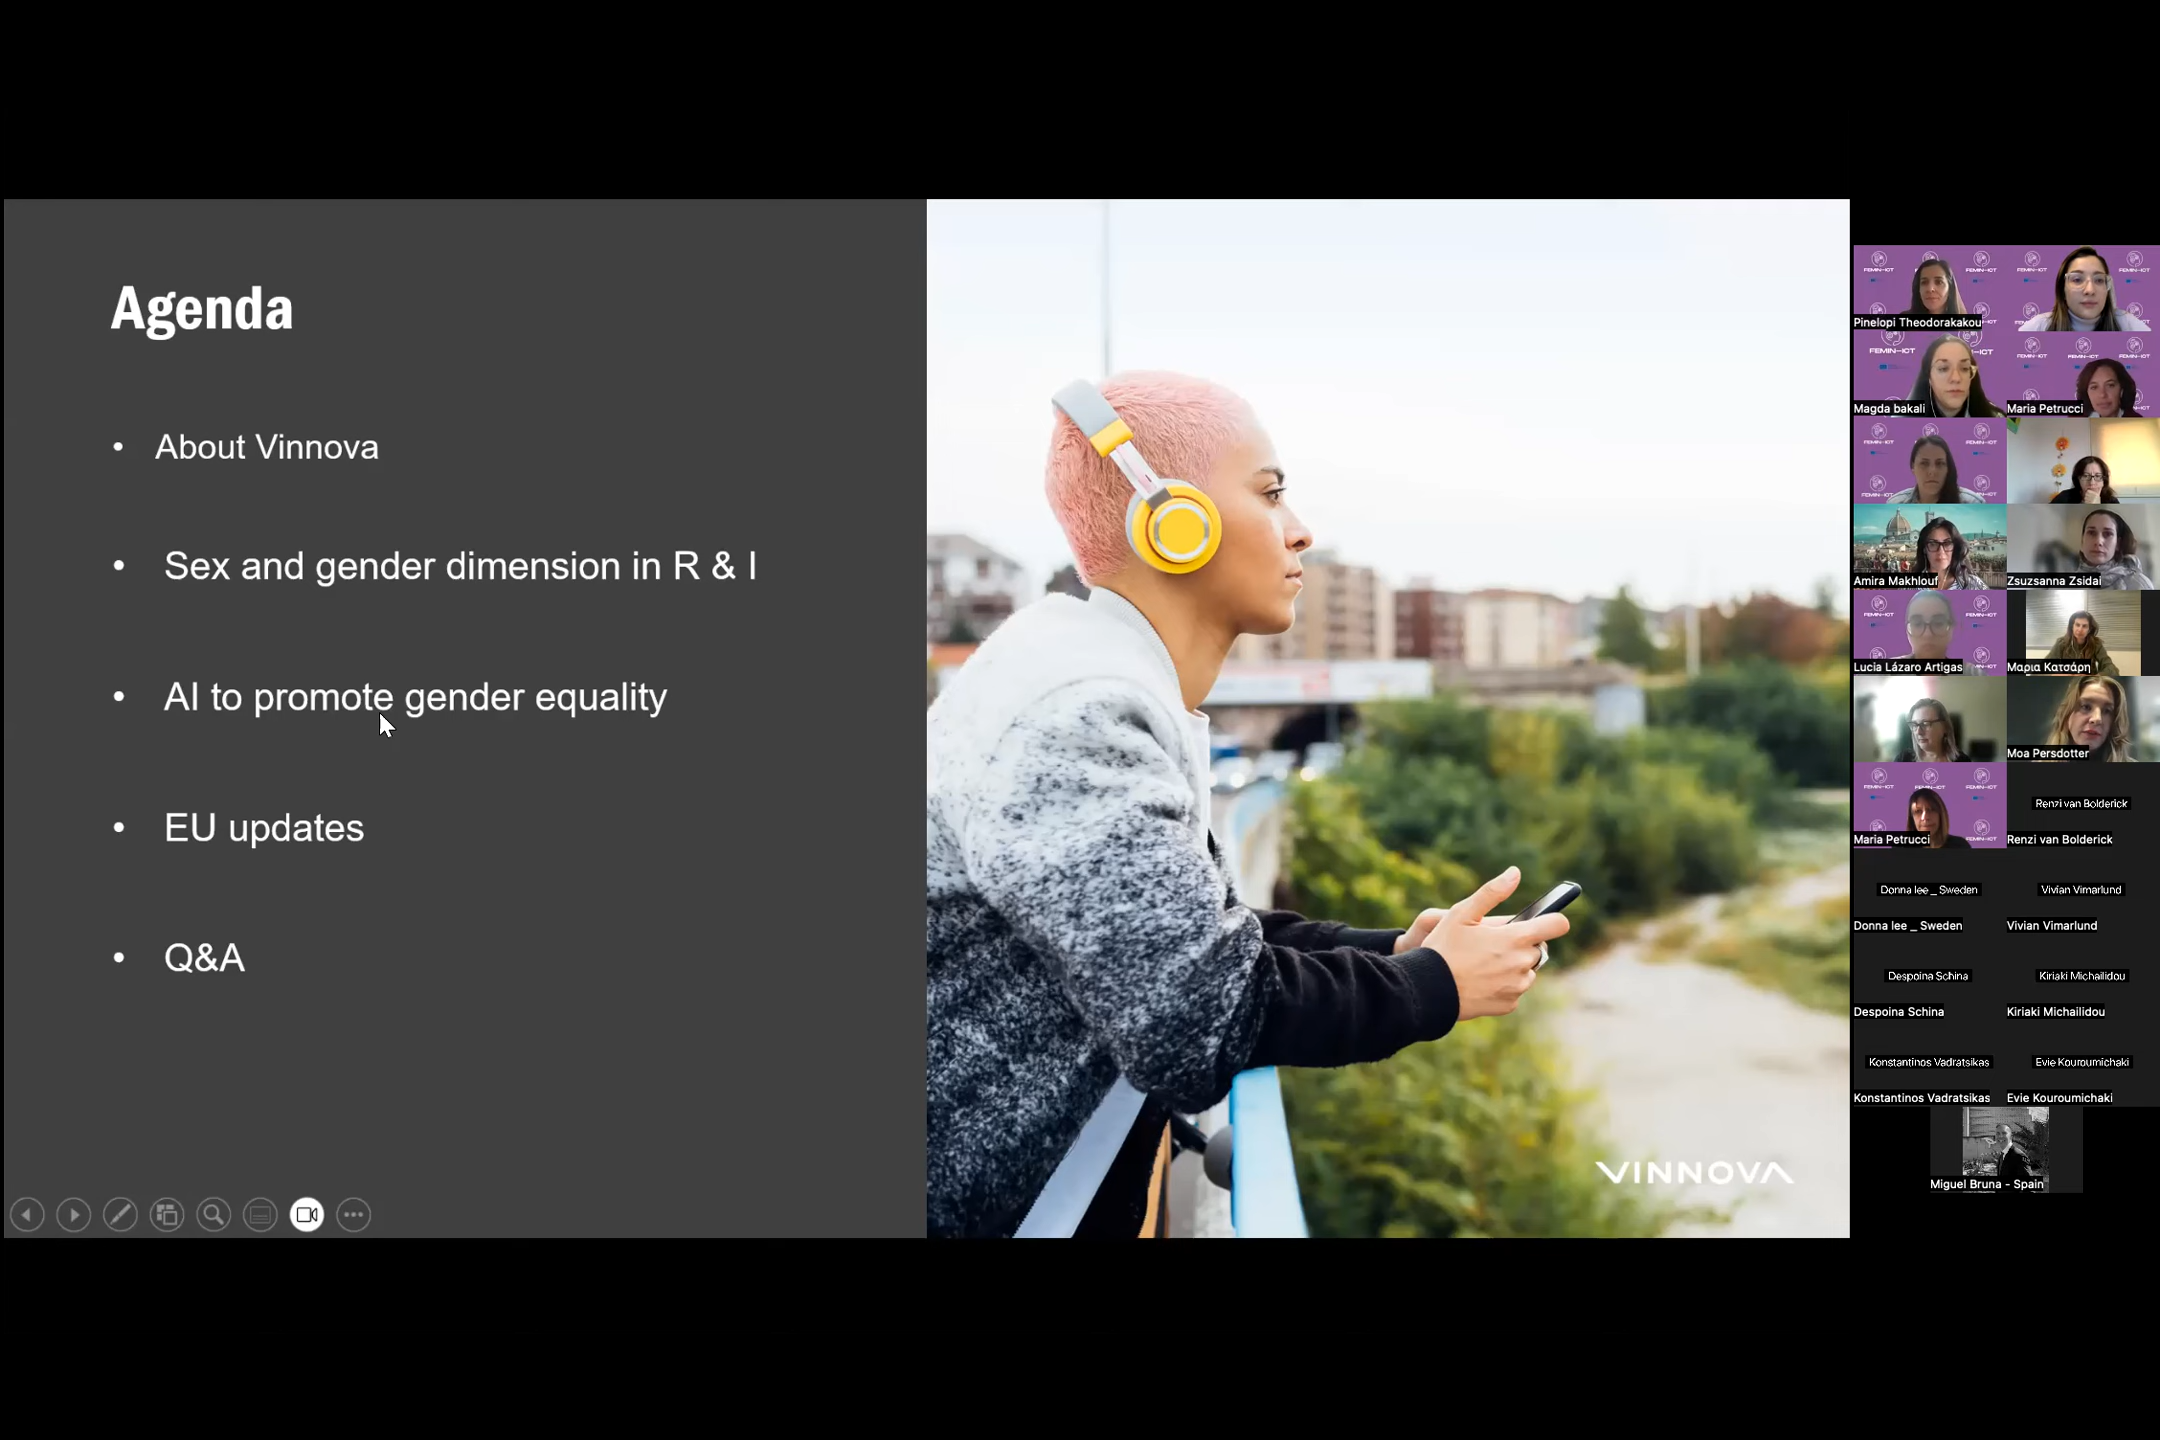 Agenda
• About Vinnova
• Sex and gender dimension in R & I
• AI to promote gender equality
• EU updates
• Q&A
VINNOVA
Pinelopi Theodorakakou
FEMIN-ICT
Magda bakali
Maria Petrucci
Amira Makhlouf
Zsuzsanna Zsidai
Lucia Lázaro Artigas
Μαρια Κατσάρη
Moa Persdotter
Maria Petrucci
Renzi van Bolderick
Renzi van Bolderick
Donna lee _ Sweden
Vivian Vimarlund
Donna lee _ Sweden
Vivian Vimarlund
Despoina Schina
Kiriaki Michailidou
Despoina Schina
Kiriaki Michailidou
Konstantinos Vadratsikas
Evie Kouroumichaki
Konstantinos Vadratsikas
Evie Kouroumichaki
Miguel Bruna - Spain